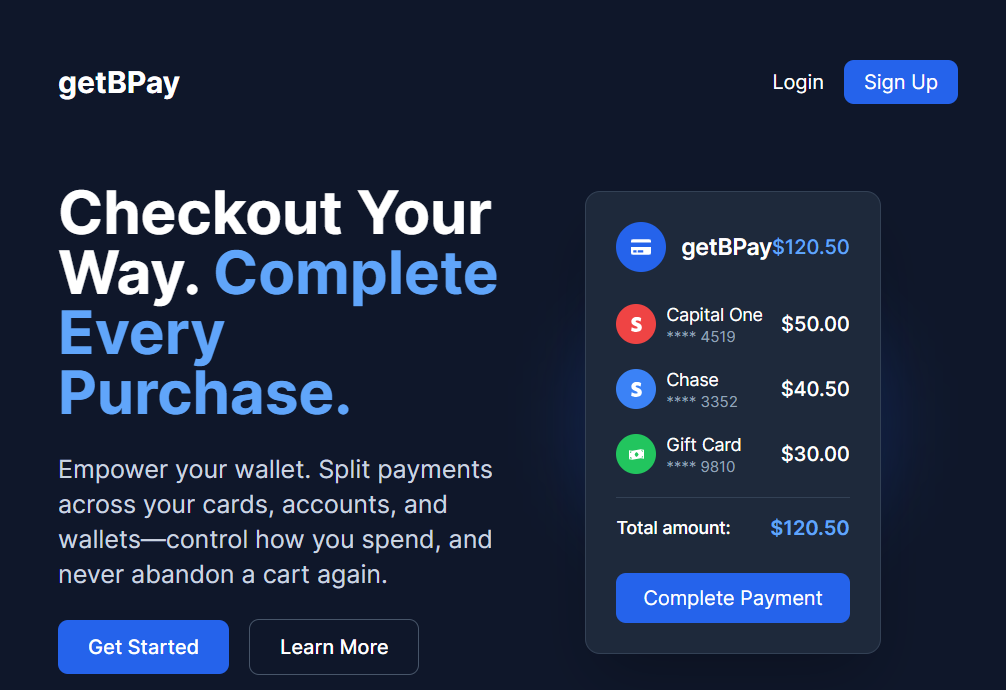 getBPay
Login
Sign Up
Checkout Your
Way. Complete
Every
Purchase.
Empower your wallet. Split payments
across your cards, accounts, and
wallets—control how you spend, and
never abandon a cart again.
Get Started
Learn More
getBPay$120.50
S
Capital One
$50.00
**** 4519
S
Chase
$40.50
**** 3352
Gift Card
$30.00
**** 9810
Total amount: $120.50
Complete Payment